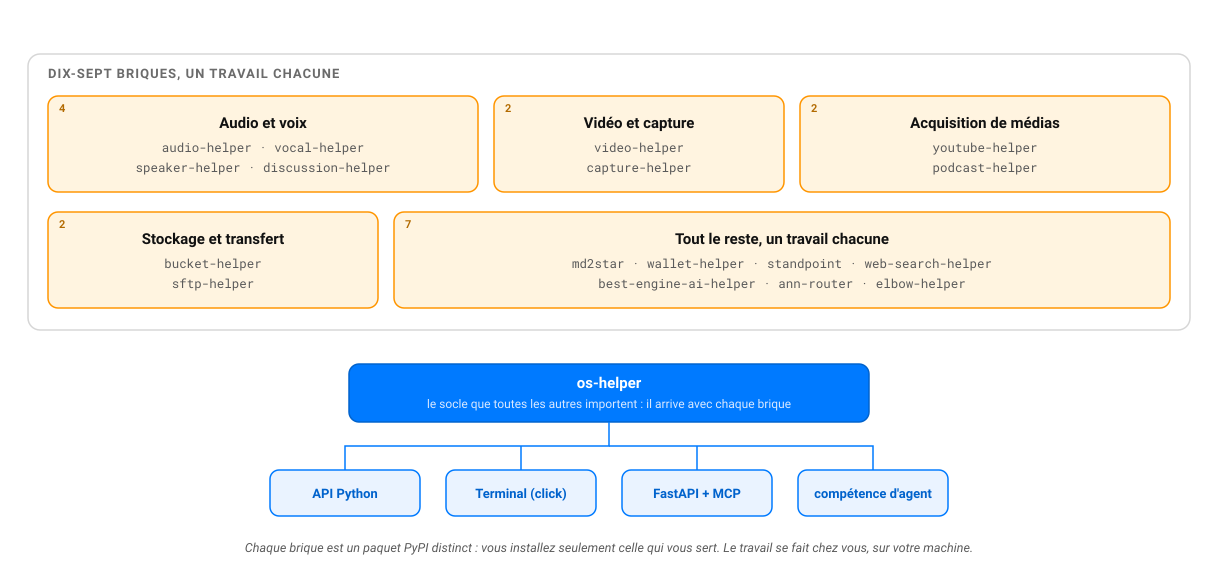 DIX-SEPT BRIQUES, UN TRAVAIL CHACUNE
4
Audio et voix
audio-helper · vocal-helper
speaker-helper · discussion-helper
2
Vidéo et capture
video-helper
capture-helper
2
Acquisition de médias
youtube-helper
podcast-helper
2
Stockage et transfert
bucket-helper
sftp-helper
7
Tout le reste, un travail chacune
md2star · wallet-helper · standpoint · web-search-helper
best-engine-ai-helper · ann-router · elbow-helper
os-helper
le socle que toutes les autres importent : il arrive avec chaque brique
API Python
Terminal (click)
FastAPI + MCP
compétence d'agent
Chaque brique est un paquet PyPI distinct : vous installez seulement celle qui vous sert. Le travail se fait chez vous, sur votre machine.